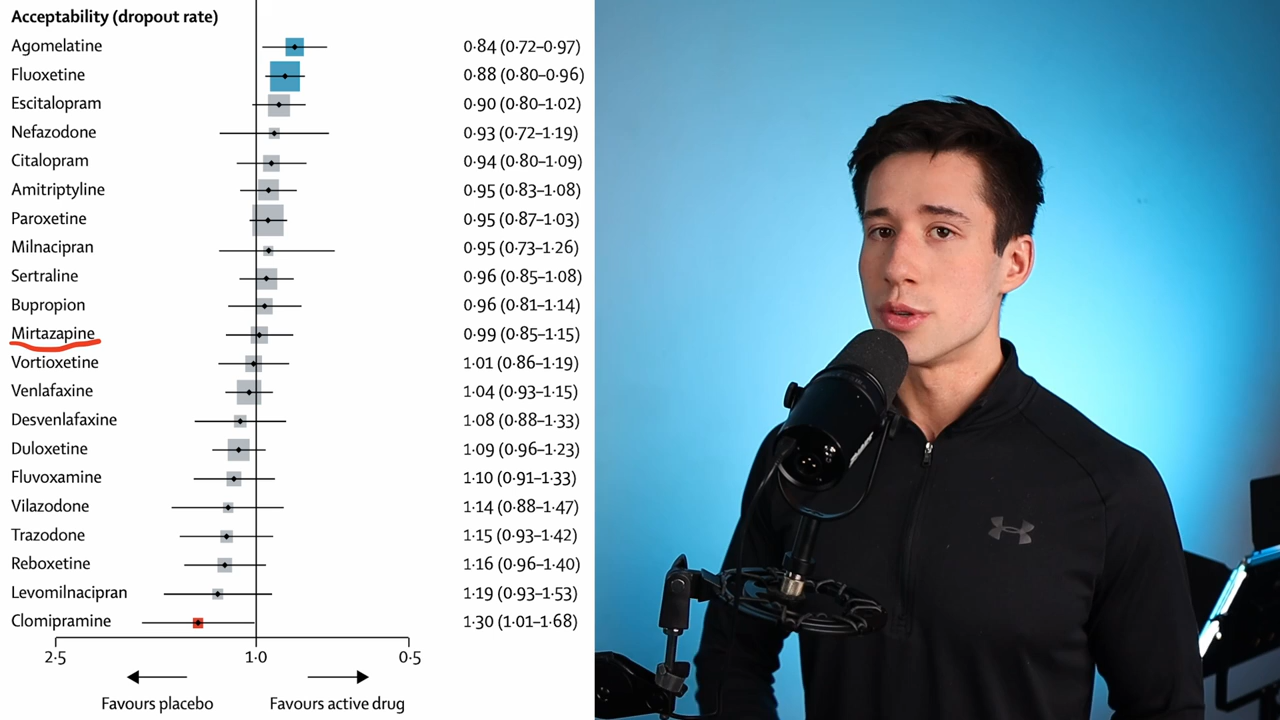 Acceptability (dropout rate)
Agomelatine 0·84 (0·72–0·97)
Fluoxetine 0·88 (0·80–0·96)
Escitalopram 0·90 (0·80–1·02)
Nefazodone 0·93 (0·72–1·19)
Citalopram 0·94 (0·80–1·09)
Amitriptyline 0·95 (0·83–1·08)
Paroxetine 0·95 (0·87–1·03)
Milnacipran 0·95 (0·73–1·26)
Sertraline 0·96 (0·85–1·08)
Bupropion 0·96 (0·81–1·14)
Mirtazapine 0·99 (0·85–1·15)
Vortioxetine 1·01 (0·86–1·19)
Venlafaxine 1·04 (0·93–1·15)
Desvenlafaxine 1·08 (0·88–1·33)
Duloxetine 1·09 (0·96–1·23)
Fluvoxamine 1·10 (0·91–1·33)
Vilazodone 1·14 (0·88–1·47)
Trazodone 1·15 (0·93–1·42)
Reboxetine 1·16 (0·96–1·40)
Levomilnacipran 1·19 (0·93–1·53)
Clomipramine 1·30 (1·01–1·68)
2·5 1·0 0·5
Favours placebo Favours active drug